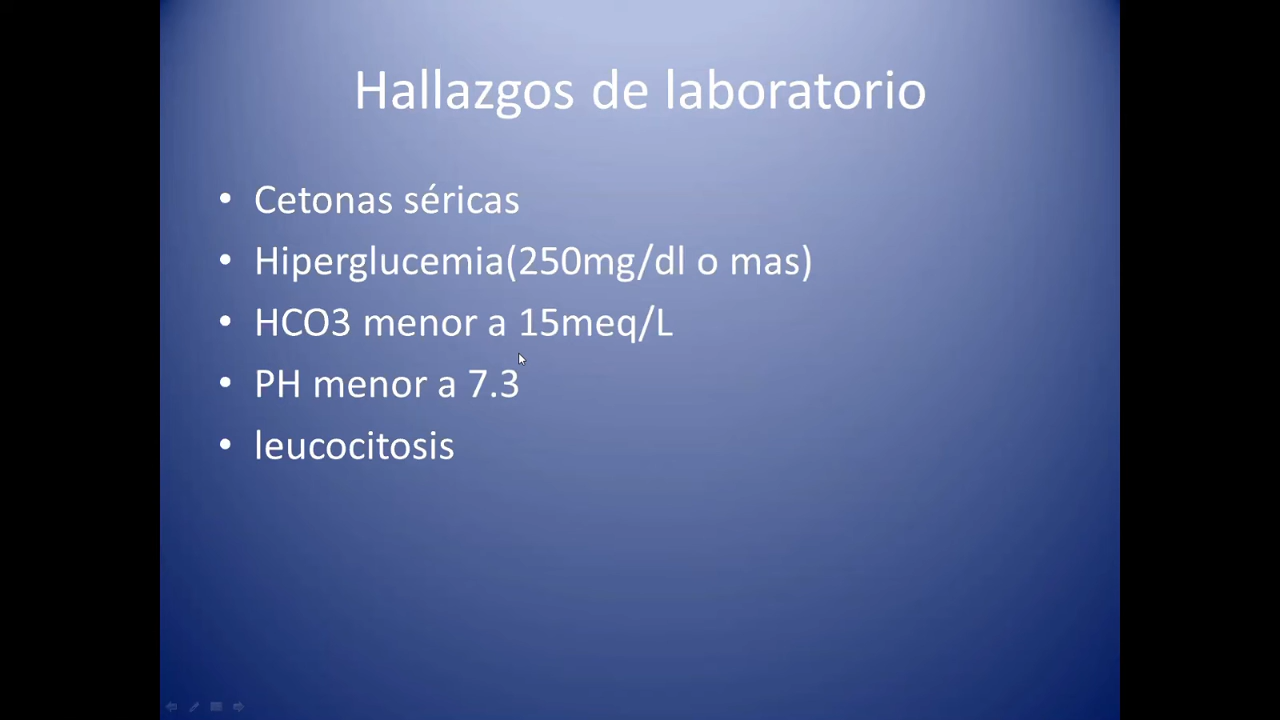 Hallazgos de laboratorio
• Cetonas séricas
• Hiperglucemia(250mg/dl o mas)
• HCO3 menor a 15meq/L
• PH menor a 7.3
• leucocitosis